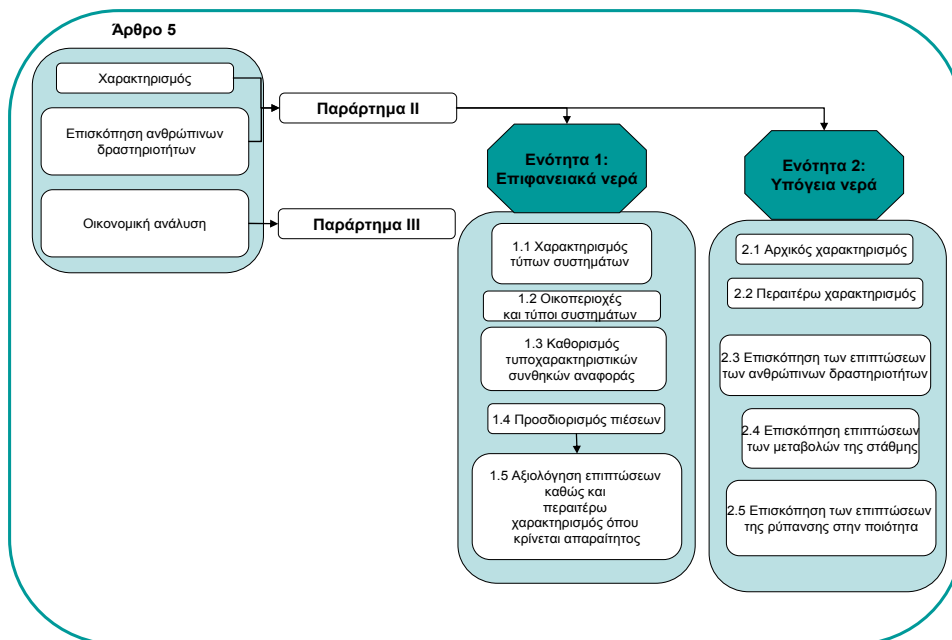 Άρθρο 5
Χαρακτηρισμός
Επισκόπηση ανθρώπινων
δραστηριοτήτων
Οικονομική ανάλυση
Παράρτημα ΙΙ
Παράρτημα ΙΙΙ
Ενότητα 1:
Επιφανειακά νερά
1.1 Χαρακτηρισμός
τύπων συστημάτων
1.2 Οικοπεριοχές
και τύποι συστημάτων
1.3 Καθορισμός
τυποχαρακτηριστικών
συνθηκών αναφοράς
1.4 Προσδιορισμός πιέσεων
1.5 Αξιολόγηση επιπτώσεων
καθώς και
περαιτέρω
χαρακτηρισμός όπου
κρίνεται απαραίτητος
Ενότητα 2:
Υπόγεια νερά
2.1 Αρχικός χαρακτηρισμός
2.2 Περαιτέρω χαρακτηρισμός
2.3 Επισκόπηση των επιπτώσεων
των ανθρώπινων δραστηριοτήτων
2.4 Επισκόπηση επιπτώσεων
των μεταβολών της στάθμης
2.5 Επισκόπηση των επιπτώσεων
της ρύπανσης στην ποιότητα